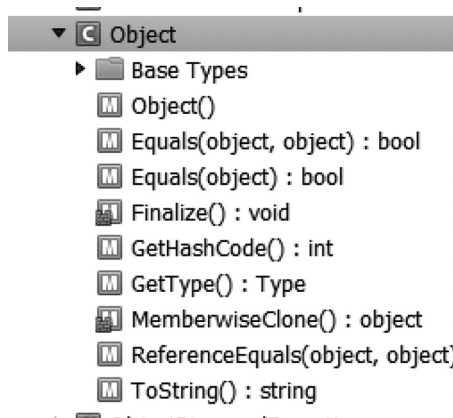 Object
Base Types
Object()
Equals(object, object) : bool
Equals(object) : bool
Finalize() : void
GetHashCode() : int
GetType() : Type
MemberwiseClone() : object
ReferenceEquals(object, object)
ToString() : string